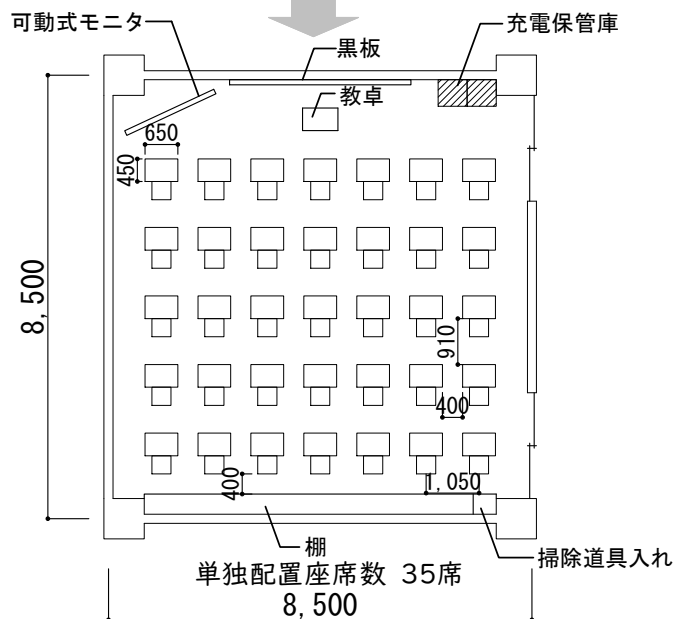 可動式モニタ
黒板
充電保管庫
教卓
650
450
8,500
910
400
400
1,050
棚
掃除道具入れ
単独配置座席数 35席
8,500